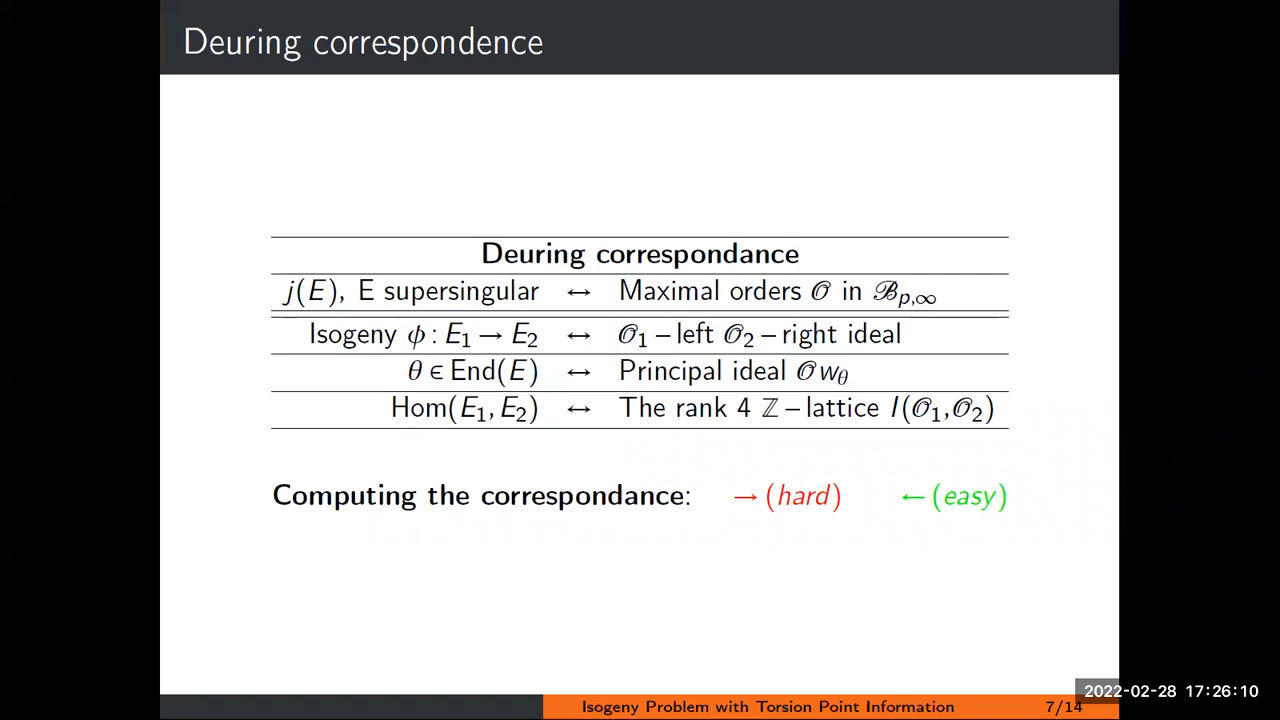 Deuring correspondence
Deuring correspondance
j(E), E supersingular ↔ Maximal orders 𝒪 in ℬ_{p,∞}
Isogeny ϕ : E₁ → E₂ ↔ 𝒪₁ – left 𝒪₂ – right ideal
θ ∈ End(E) ↔ Principal ideal 𝒪w_θ
Hom(E₁, E₂) ↔ The rank 4 ℤ – lattice I(𝒪₁, 𝒪₂)
Computing the correspondance: → (hard) ← (easy)
Isogeny Problem with Torsion Point Information 7/14
2022-02-28 17:26:10